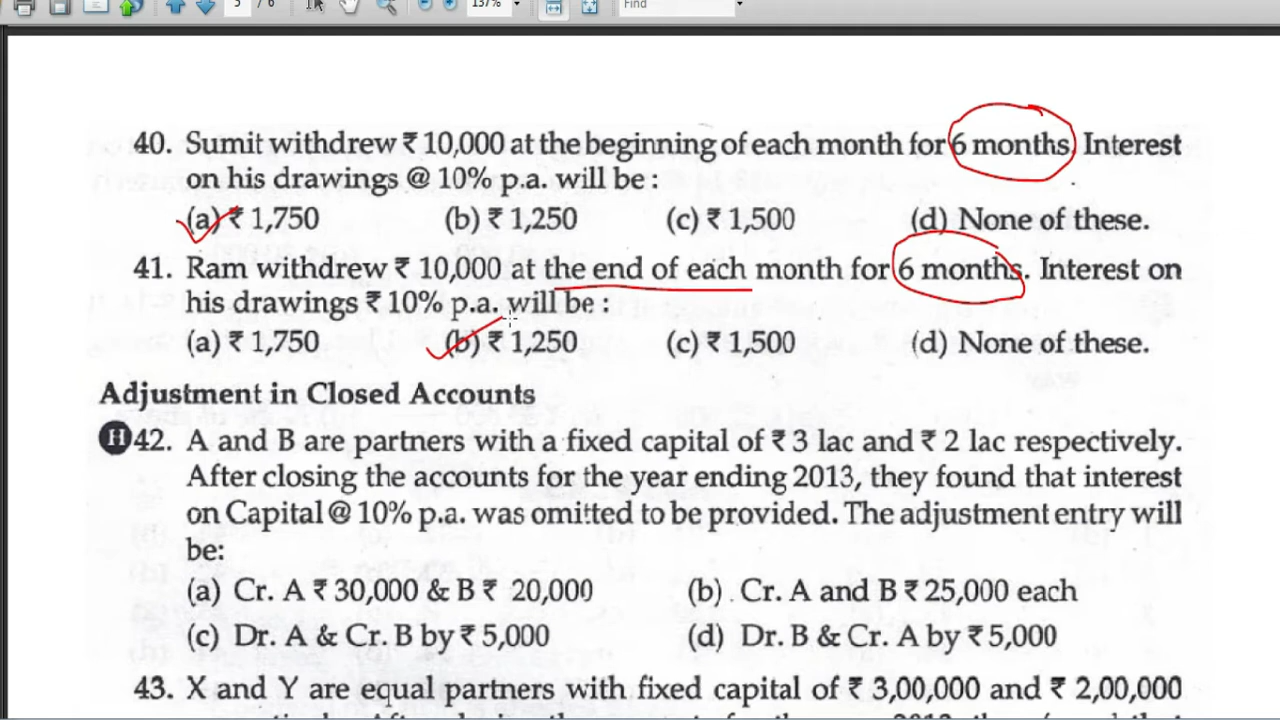 5 / 6 137% Find
40. Sumit withdrew ₹ 10,000 at the beginning of each month for 6 months. Interest
on his drawings @ 10% p.a. will be :
(a) ₹ 1,750 (b) ₹ 1,250 (c) ₹ 1,500 (d) None of these.
41. Ram withdrew ₹ 10,000 at the end of each month for 6 months. Interest on
his drawings ₹ 10% p.a. will be :
(a) ₹ 1,750 (b) ₹ 1,250 (c) ₹ 1,500 (d) None of these.
Adjustment in Closed Accounts
H 42. A and B are partners with a fixed capital of ₹ 3 lac and ₹ 2 lac respectively.
After closing the accounts for the year ending 2013, they found that interest
on Capital @ 10% p.a. was omitted to be provided. The adjustment entry will
be:
(a) Cr. A ₹ 30,000 & B ₹ 20,000 (b) Cr. A and B ₹ 25,000 each
(c) Dr. A & Cr. B by ₹ 5,000 (d) Dr. B & Cr. A by ₹ 5,000
43. X and Y are equal partners with fixed capital of ₹ 3,00,000 and ₹ 2,00,000